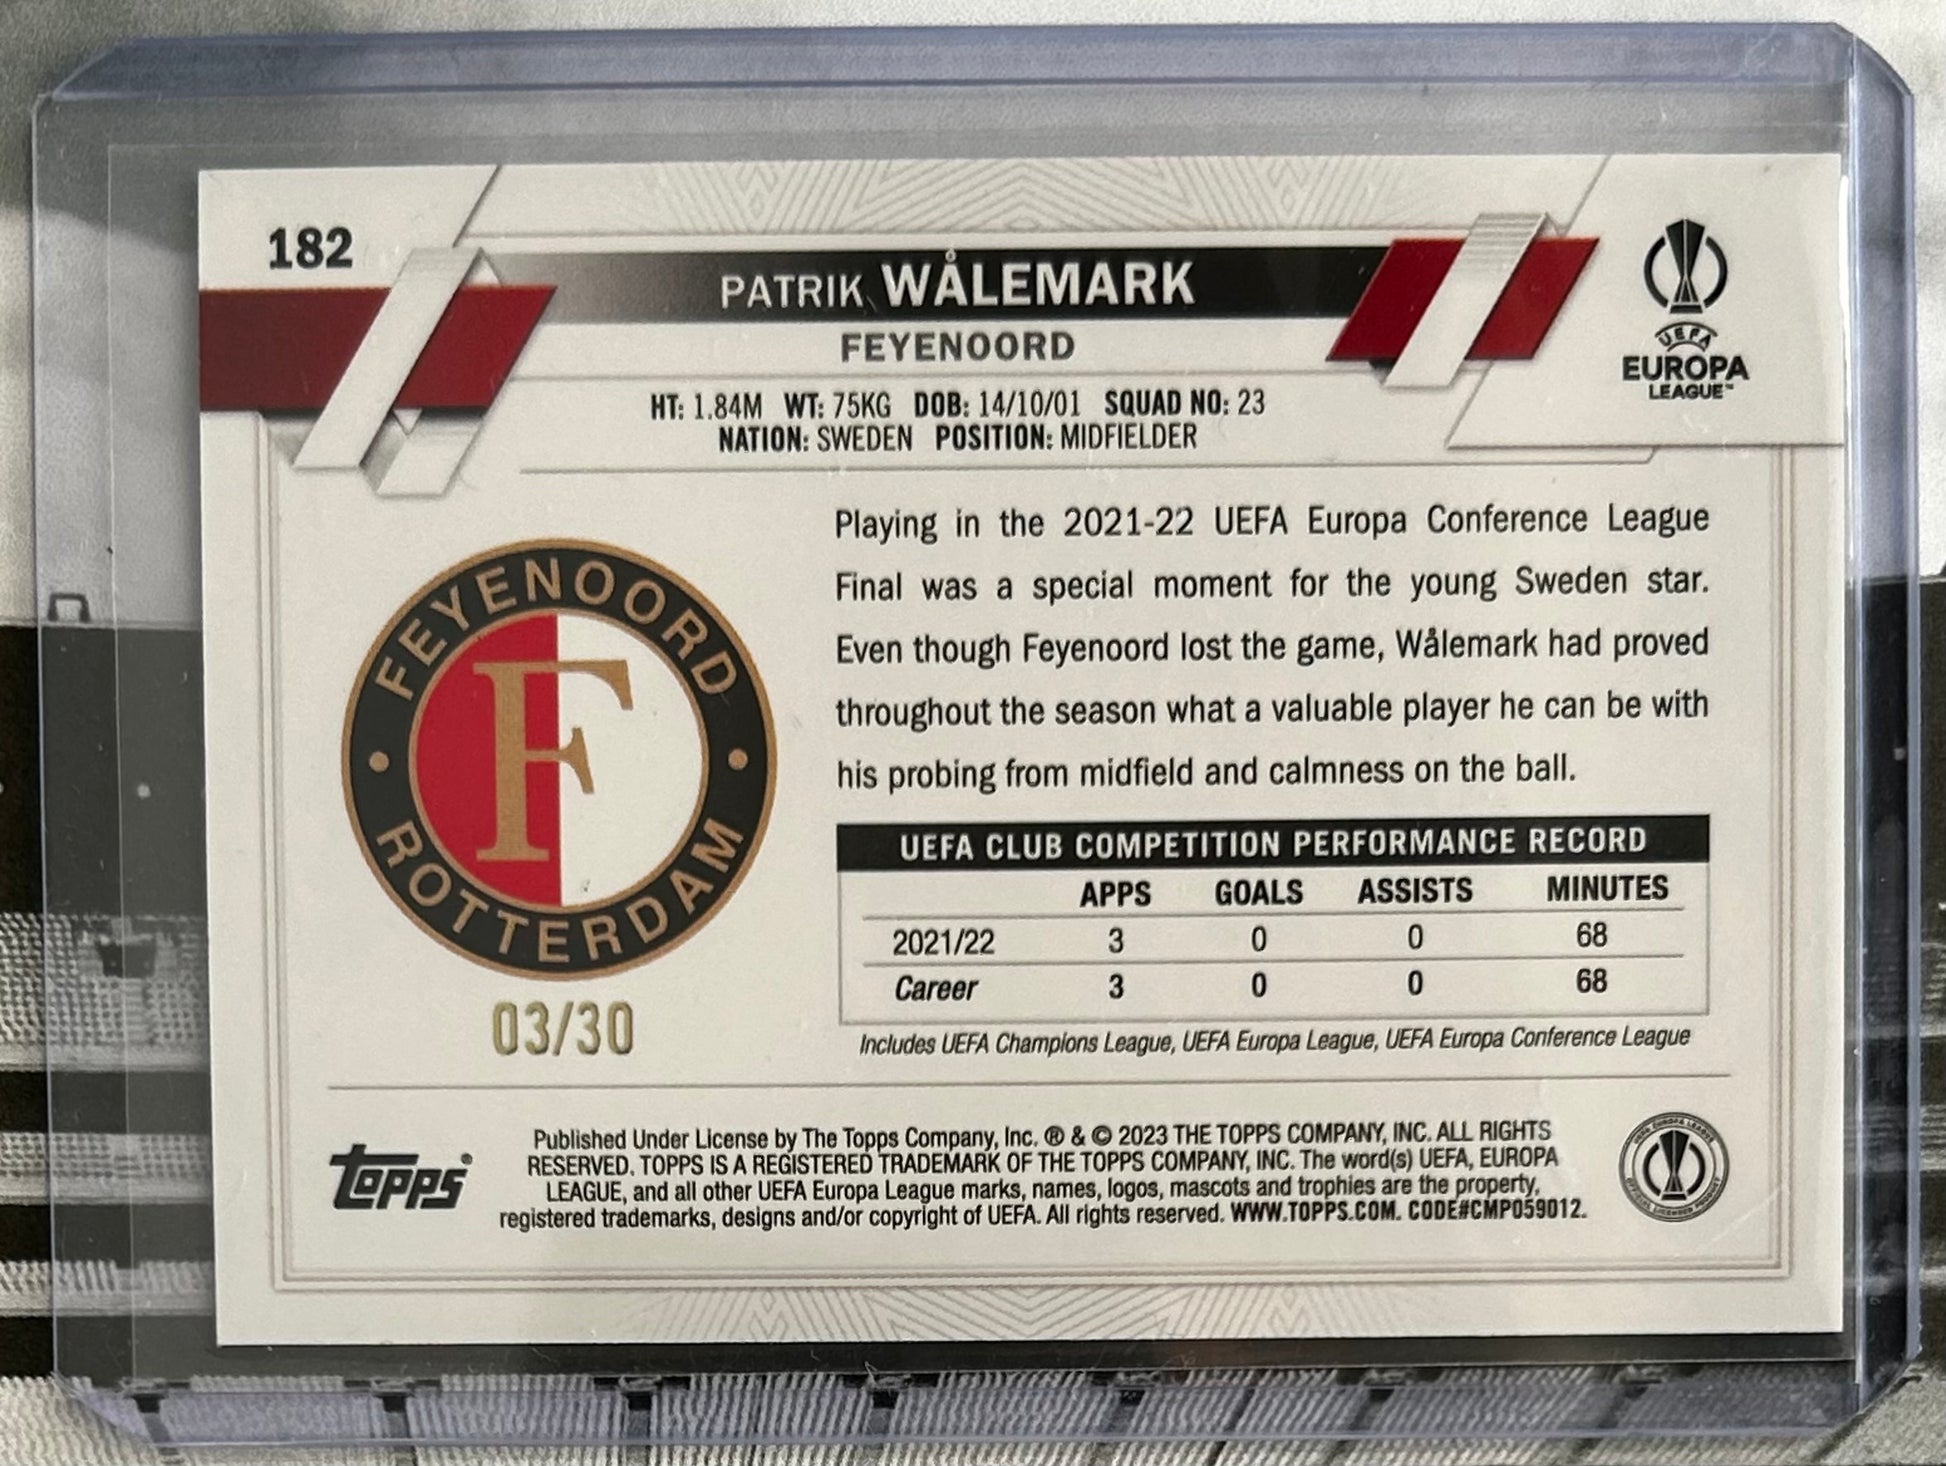 182
PATRIK WÅLEMARK
FEYENOORD
HT: 1.84M WT: 75KG DOB: 14/10/01 SQUAD NO: 23
NATION: SWEDEN POSITION: MIDFIELDER
UEFA
EUROPA
LEAGUE™
Playing in the 2021-22 UEFA Europa Conference League
Final was a special moment for the young Sweden star.
Even though Feyenoord lost the game, Wålemark had proved
throughout the season what a valuable player he can be with
his probing from midfield and calmness on the ball.
FEYENOORD
F
ROTTERDAM
03/30
UEFA CLUB COMPETITION PERFORMANCE RECORD
APPS GOALS ASSISTS MINUTES
2021/22 3 0 0 68
Career 3 0 0 68
Includes UEFA Champions League, UEFA Europa League, UEFA Europa Conference League
topps®
Published Under License by The Topps Company, Inc. ® & © 2023 THE TOPPS COMPANY, INC. ALL RIGHTS
RESERVED. TOPPS IS A REGISTERED TRADEMARK OF THE TOPPS COMPANY, INC. The word(s) UEFA, EUROPA
LEAGUE, and all other UEFA Europa League marks, names, logos, mascots and trophies are the property,
registered trademarks, designs and/or copyright of UEFA. All rights reserved. WWW.TOPPS.COM. CODE#CMP059012.
UEFA EUROPA LEAGUE
OFFICIAL LICENSED PRODUCT